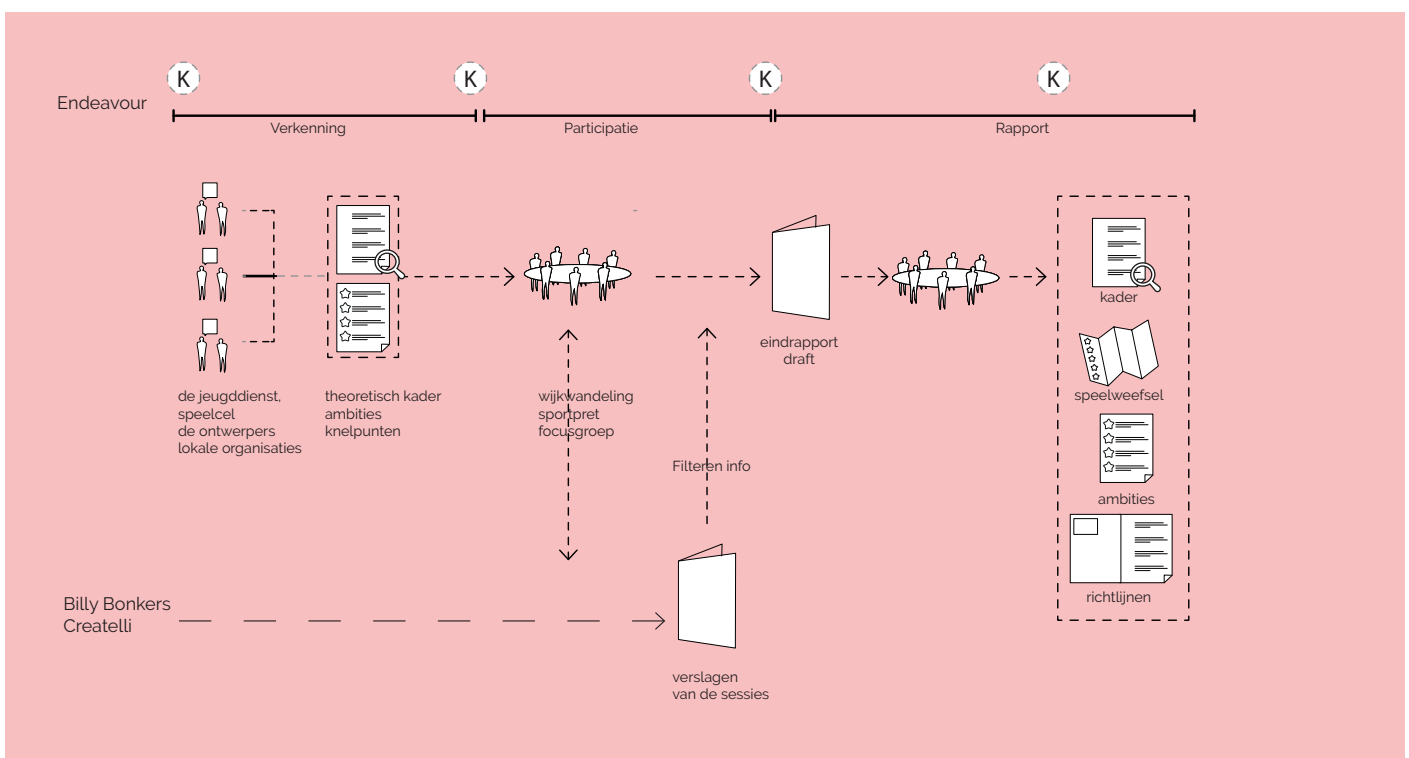 K
K
K
K
Endeavour
Verkenning
Participatie
Rapport
de jeugddienst,
speelcel
de ontwerpers
lokale organisaties
theoretisch kader
ambities
knelpunten
wijkwandeling
sportpret
focusgroep
eindrapport
draft
kader
speelweefsel
ambities
richtlijnen
Filteren info
Billy Bonkers
Createlli
verslagen
van de sessies